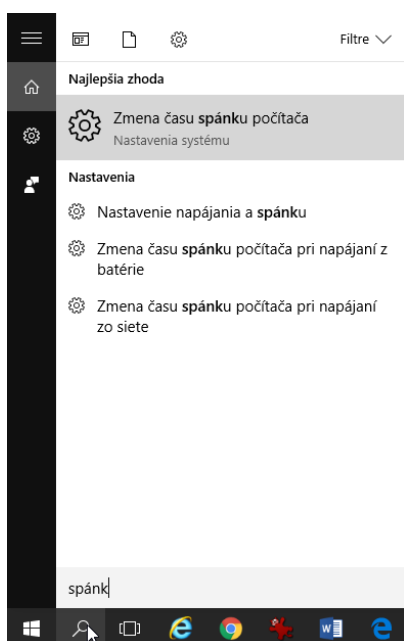 Filtre
Najlepšia zhoda
Zmena času spánku počítača
Nastavenia systému
Nastavenia
Nastavenie napájania a spánku
Zmena času spánku počítača pri napájaní z
batérie
Zmena času spánku počítača pri napájaní
zo siete
spánk